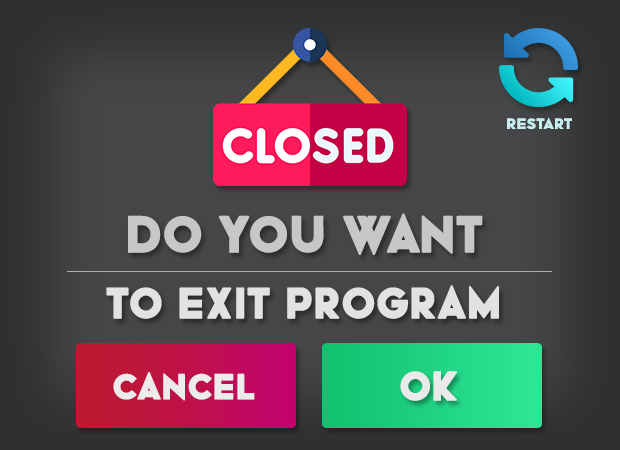 CLOSED
RESTART
DO YOU WANT
TO EXIT PROGRAM
CANCEL
OK